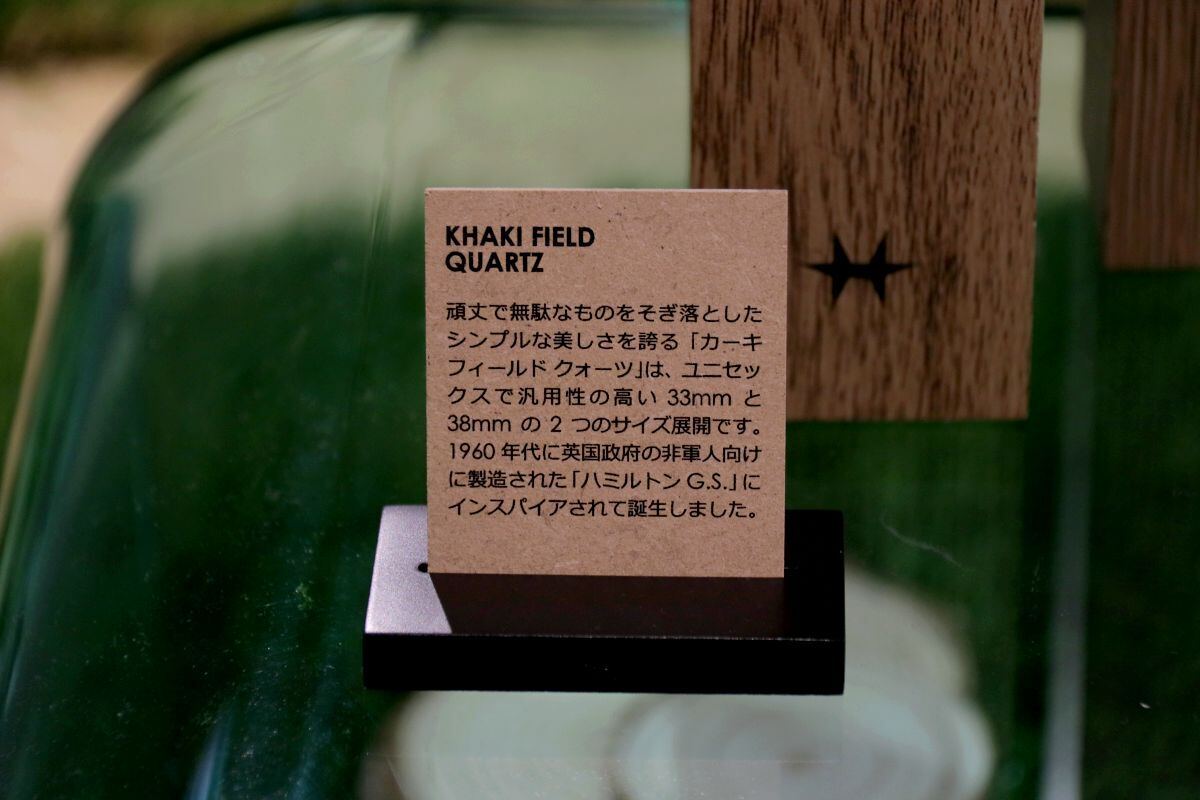 KHAKI FIELD
QUARTZ
頑丈で無駄なものをそぎ落とした
シンプルな美しさを誇る「カーキ
フィールド クォーツ」は、ユニセッ
クスで汎用性の高い 33mm と
38mm の 2 つのサイズ展開です。
1960 年代に英国政府の非軍人向け
に製造された「ハミルトン G.S.」に
インスパイアされて誕生しました。